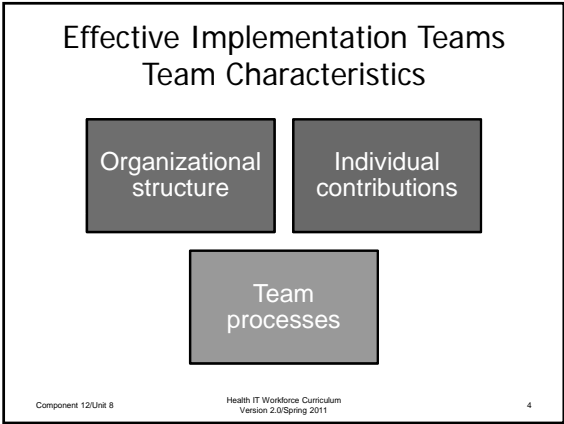 Effective Implementation Teams
Team Characteristics
Organizational
structure
Individual
contributions
Team
processes
Component 12/Unit 8
Health IT Workforce Curriculum
Version 2.0/Spring 2011
4